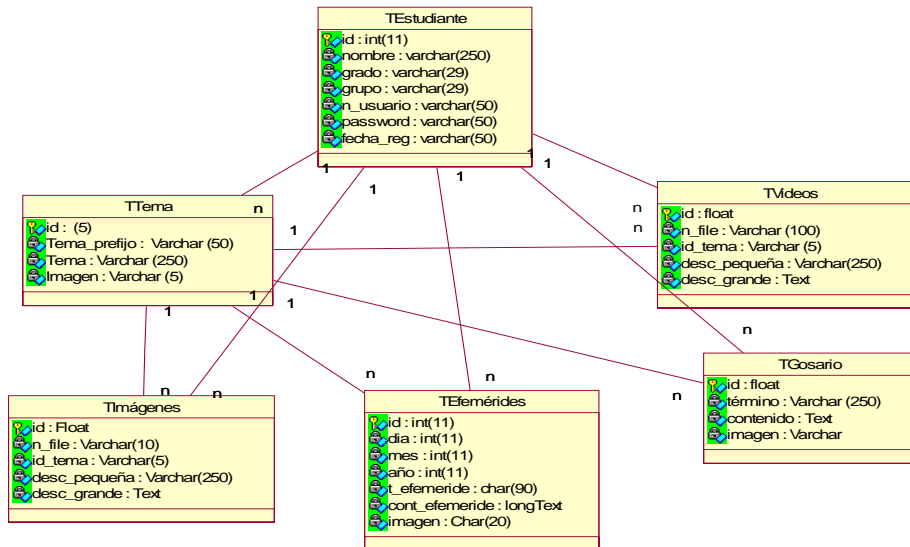 TEstudiante
id : int(11)
nombre : varchar(250)
grado : varchar(29)
grupo : varchar(29)
n_usuario : varchar(50)
password : varchar(50)
fecha_reg : varchar(50)
1
1
1
1
1
TTema
id : (5)
Tema_prefijo : Varchar (50)
Tema : Varchar (250)
Imagen : Varchar (5)
n
1
1
1
1
n
n
TVideos
id : float
n_file : Varchar (100)
id_tema : Varchar (5)
desc_pequeña : Varchar(250)
desc_grande : Text
n
n
TGosario
id : float
término : Varchar (250)
contenido : Text
imagen : Varchar
n
n
TImágenes
id : Float
n_file : Varchar(10)
id_tema : Varchar(5)
desc_pequeña : Varchar(250)
desc_grande : Text
n
n
TEfemérides
id : int(11)
dia : int(11)
mes : int(11)
año : int(11)
t_efemeride : char(90)
cont_efemeride : longText
imagen : Char(20)